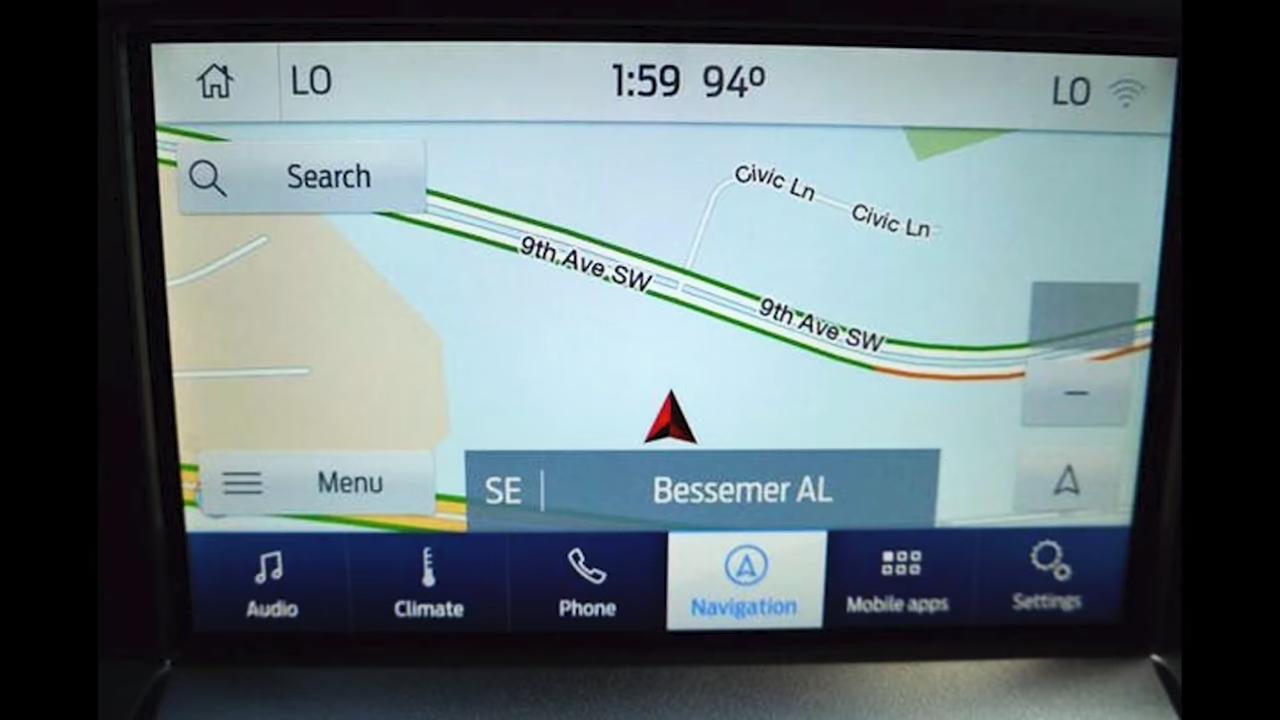 LO 1:59 94º LO
Search
Civic Ln
Civic Ln
9th Ave SW
9th Ave SW
Menu
SE Bessemer AL
Audio Climate Phone Navigation Mobile apps Settings